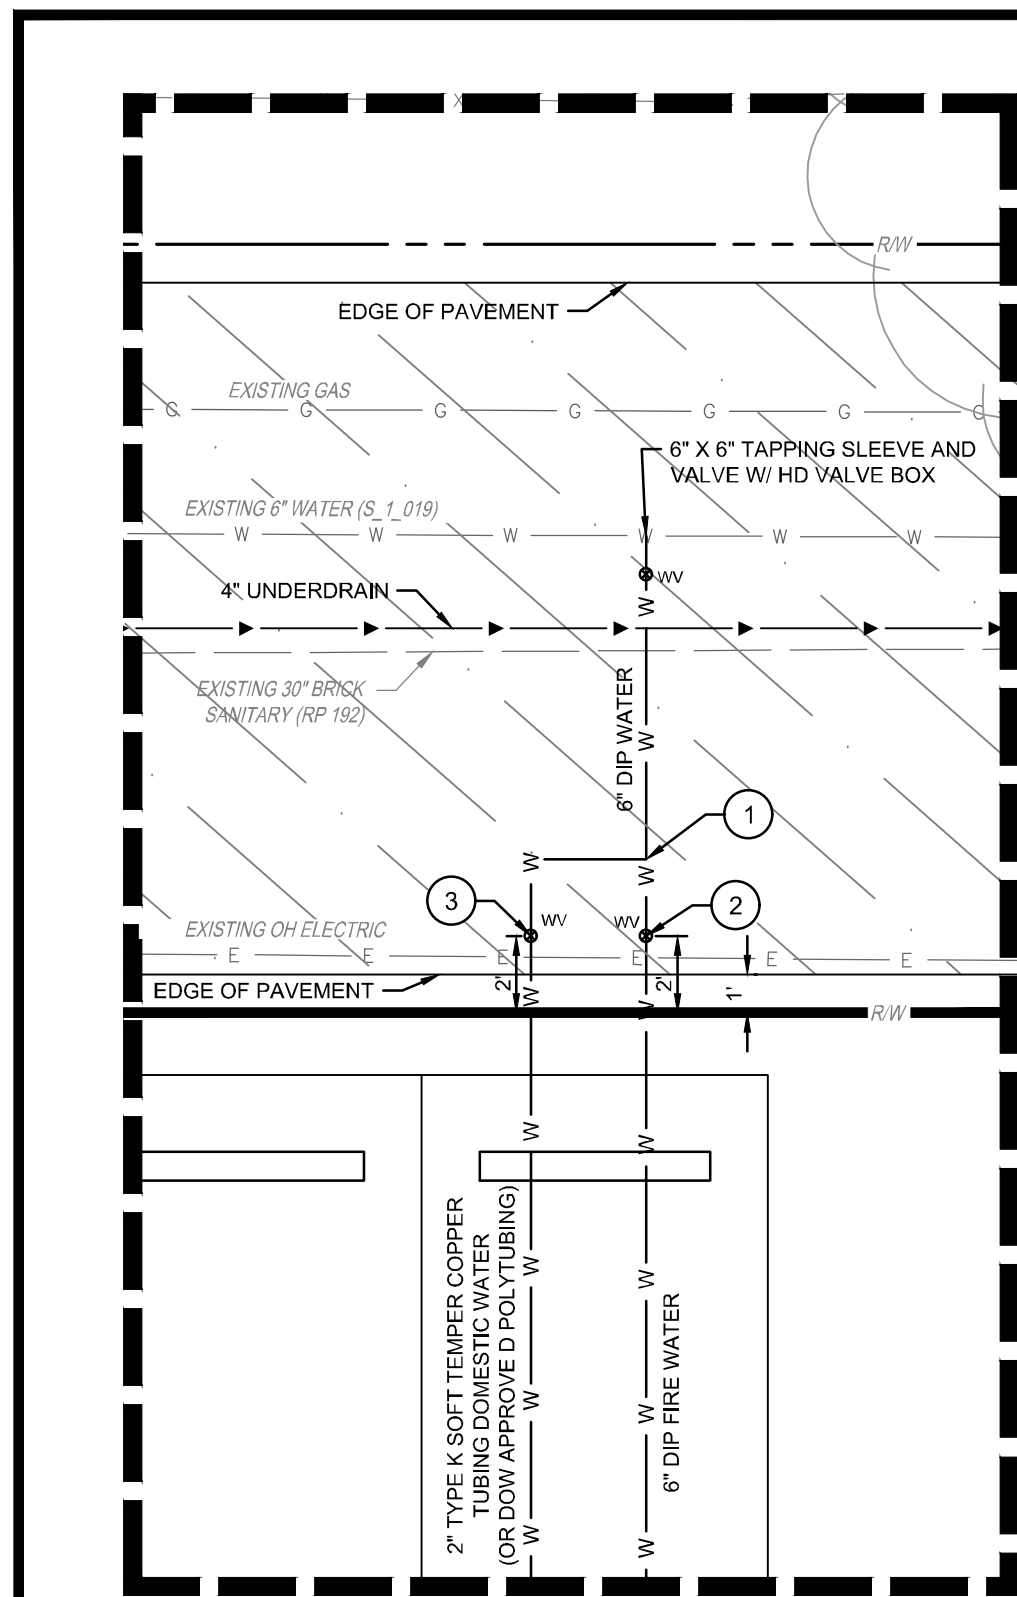 X
R/W
EDGE OF PAVEMENT
EXISTING GAS
G G G G G G G
6" X 6" TAPPING SLEEVE AND
VALVE W/ HD VALVE BOX
EXISTING 6" WATER (S_1_019)
W W W W W W
WV
W
4" UNDERDRAIN
EXISTING 30" BRICK
SANITARY (RP 192)
6" DIP WATER
W
1
W W
3
WV
WV
2
EXISTING OH ELECTRIC
E E E E E E
2'
2'
1'
W W
EDGE OF PAVEMENT
R/W
W W
2" TYPE K SOFT TEMPER COPPER
TUBING DOMESTIC WATER
(OR DOW APPROVE D POLYTUBING)
W W
6" DIP FIRE WATER
W W
W W